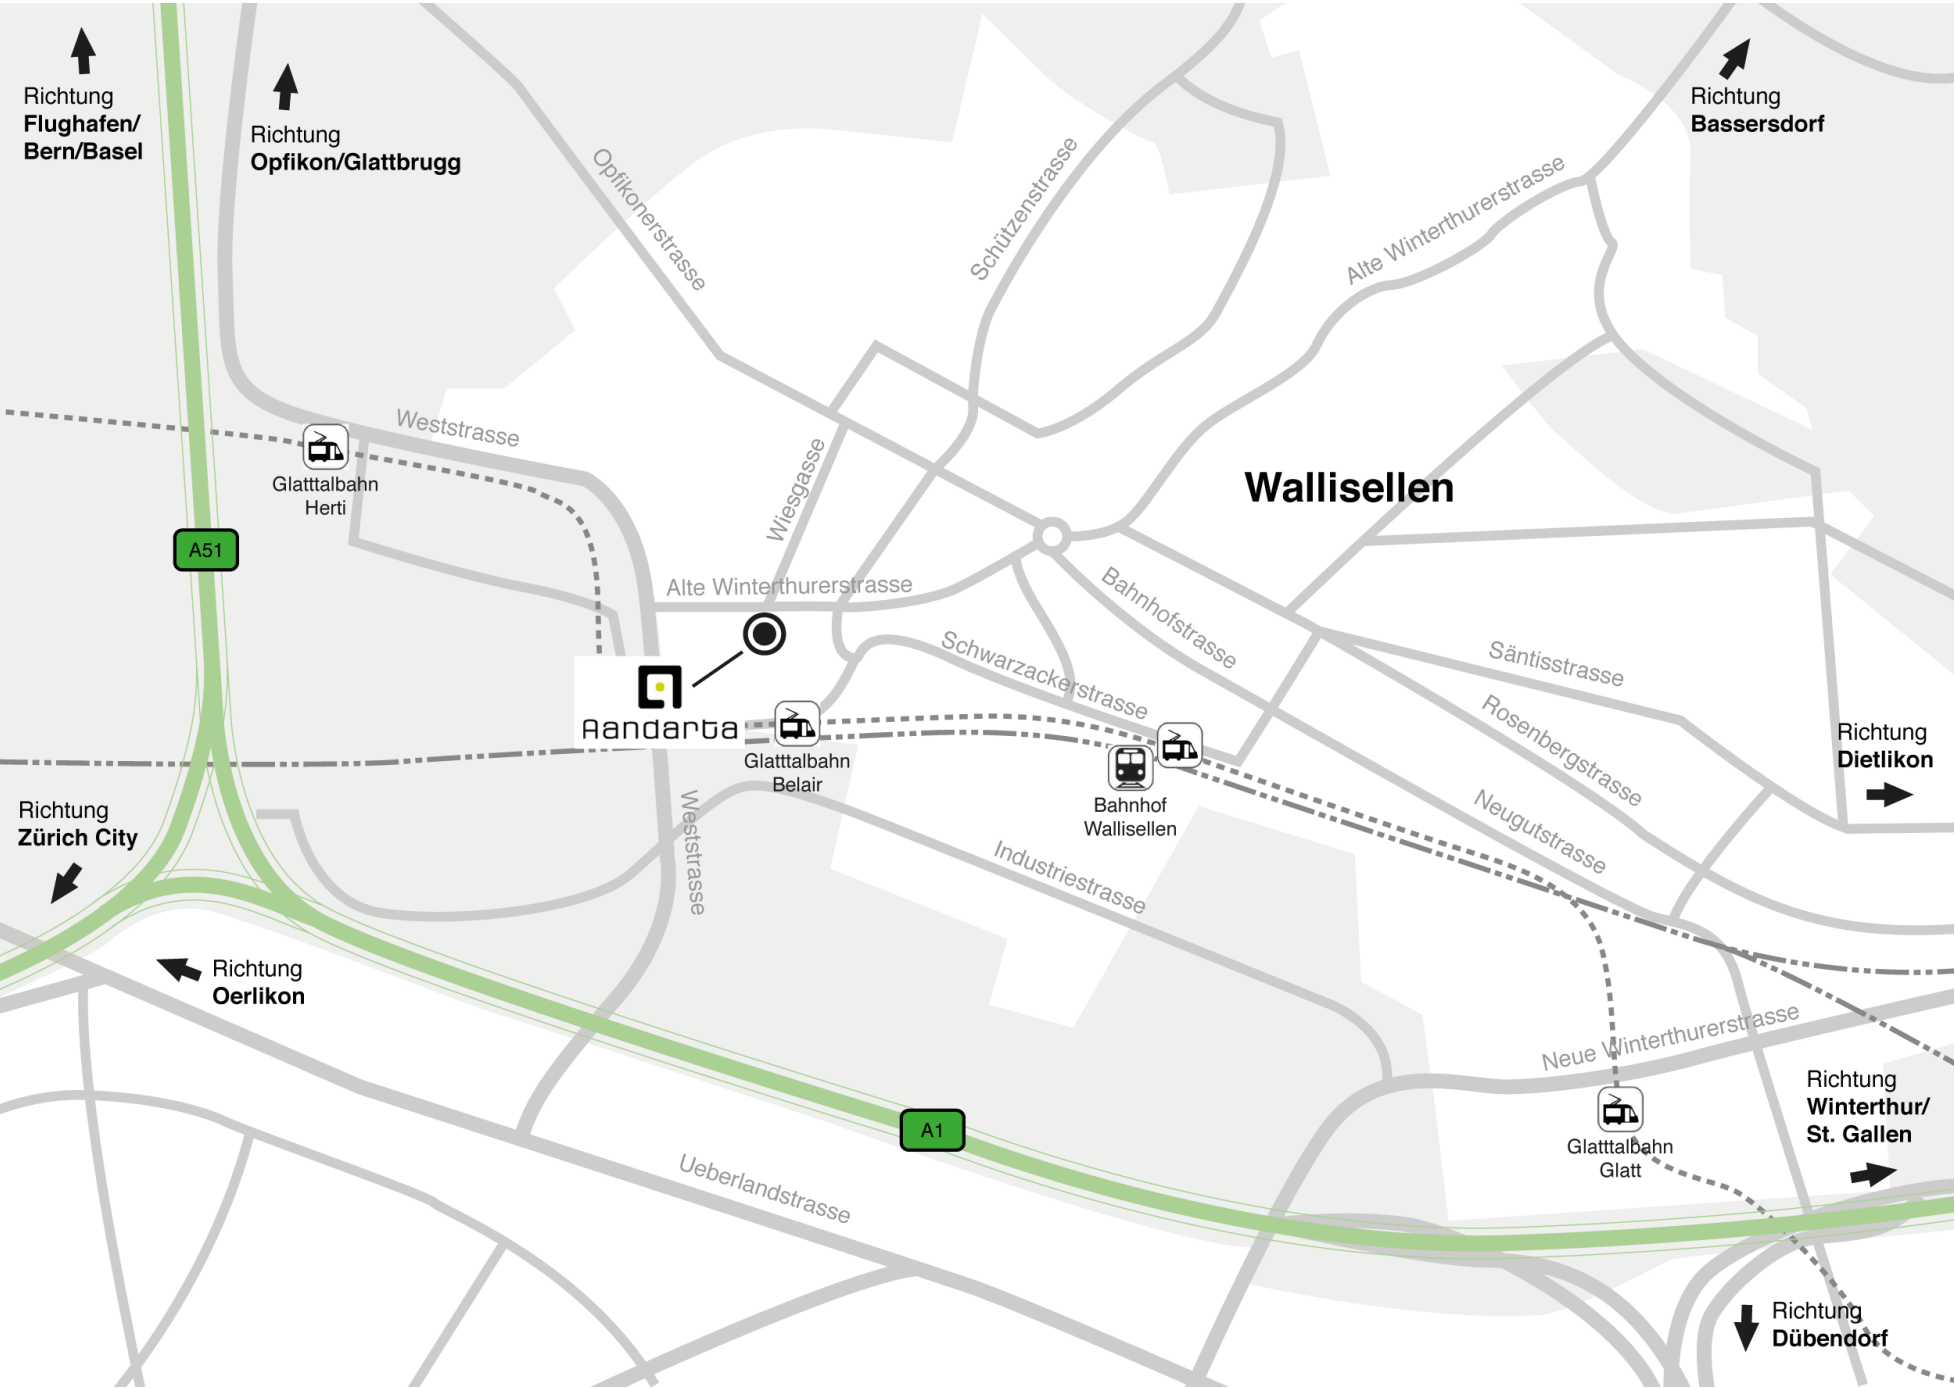 Richtung
Flughafen/
Bern/Basel
Richtung
Opfikon/Glattbrugg
Richtung
Bassersdorf
Opfikonerstrasse
Schützenstrasse
Alte Winterthurerstrasse
Weststrasse
Glatttalbahn
Herti
Wiesgasse
Wallisellen
A51
Alte Winterthurerstrasse
Bahnhofstrasse
Schwarzackerstrasse
Säntisstrasse
Rosenbergstrasse
Aandarta
Glatttalbahn
Belair
Richtung
Dietlikon
Bahnhof
Wallisellen
Neugutstrasse
Richtung
Zürich City
Weststrasse
Industriestrasse
Richtung
Oerlikon
Neue Winterthurerstrasse
Richtung
Winterthur/
St. Gallen
A1
Glatttalbahn
Glatt
Ueberlandstrasse
Richtung
Dübendorf